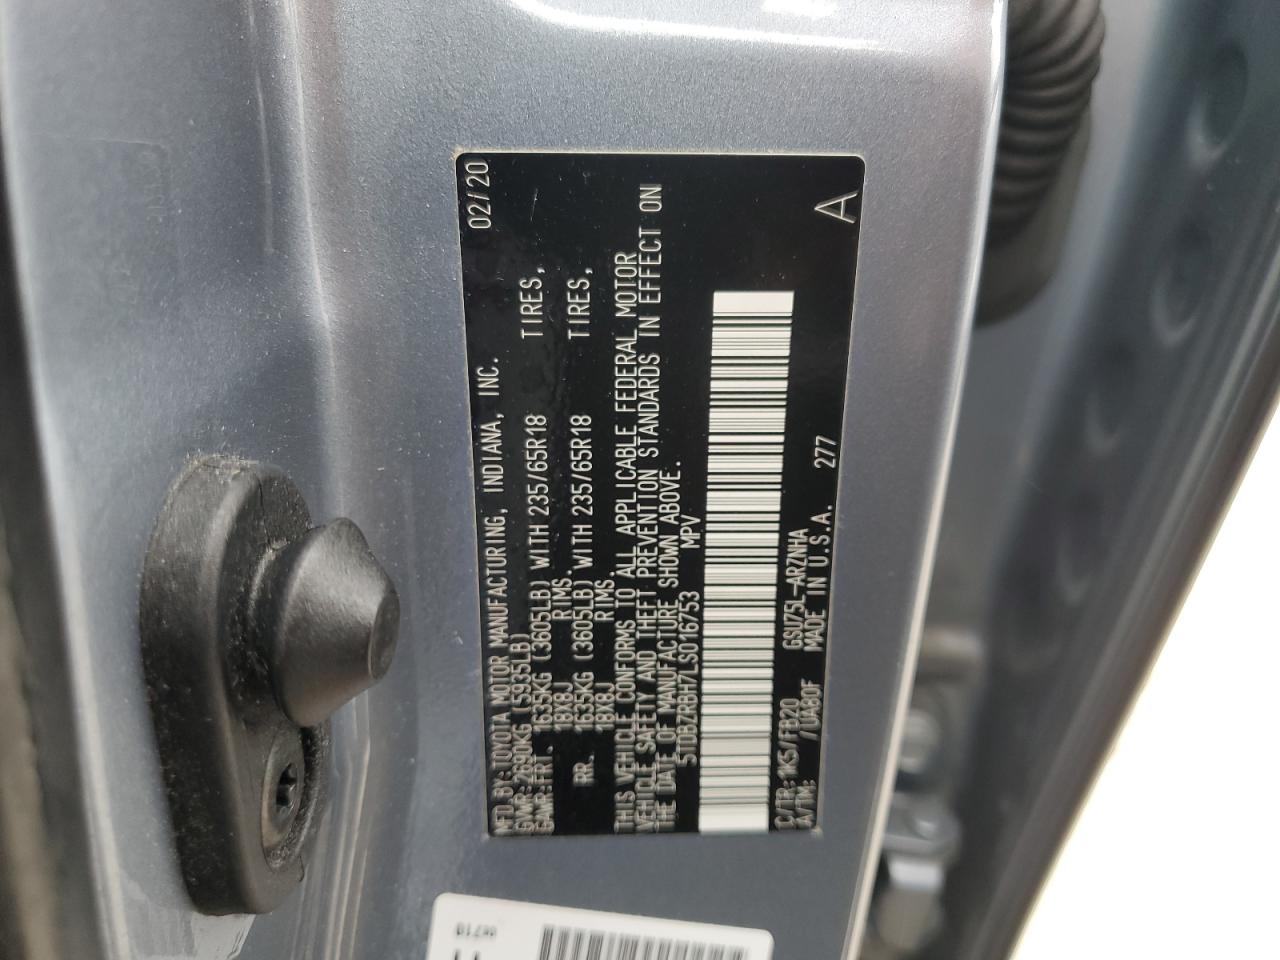 MFD.BY:TOYOTA MOTOR MANUFACTURING, INDIANA, INC. 02/20
GVWR:2690KG(5935LB)
GAWR:FRT. 1635KG (3605LB) WITH 235/65R18 TIRES,
18X8J RIMS.
RR. 1635KG (3605LB) WITH 235/65R18 TIRES,
18X8J RIMS.
THIS VEHICLE CONFORMS TO ALL APPLICABLE FEDERAL MOTOR
VEHICLE SAFETY AND THEFT PREVENTION STANDARDS IN EFFECT ON
THE DATE OF MANUFACTURE SHOWN ABOVE.
5TDBZRBH7LS016753 MPV
C/TR:1K5/FB20 GSU75L-ARZNHA
A/TM: /UA80F MADE IN U.S.A. 277 A